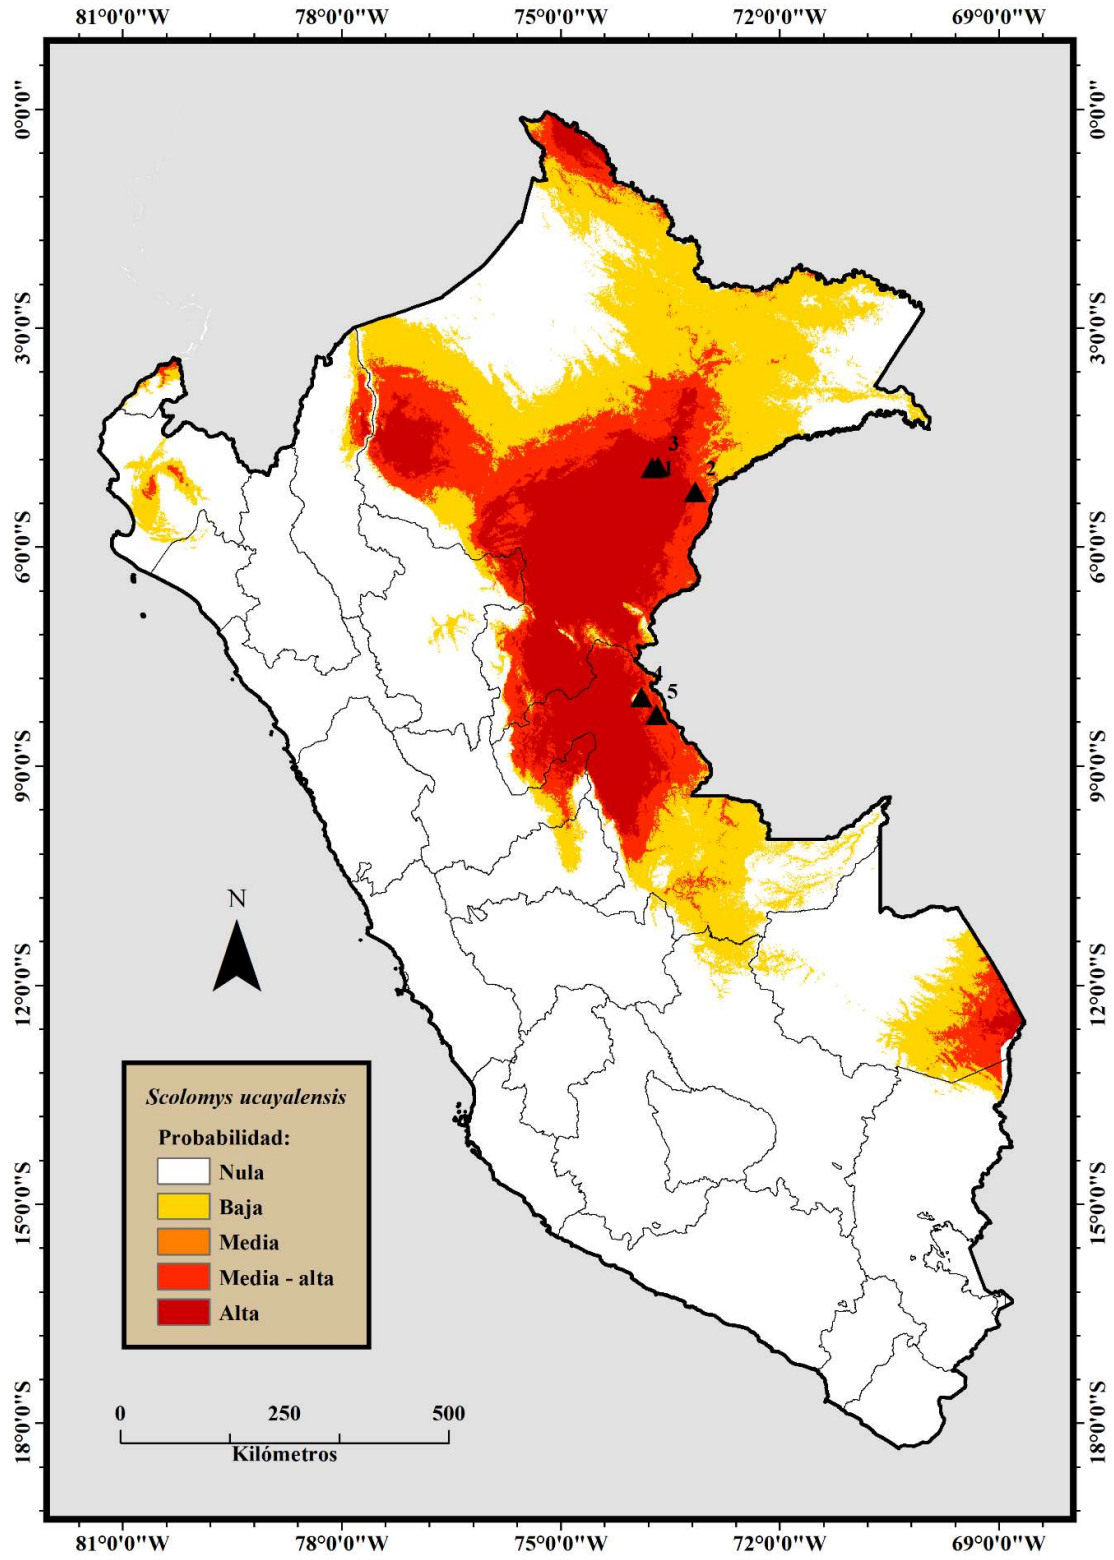 81°0'0"W 78°0'0"W 75°0'0"W 72°0'0"W 69°0'0"W
0°0'0" 0°0'0"
3°0'0"S 3°0'0"S
3
1 2
6°0'0"S 6°0'0"S
4
5
9°0'0"S 9°0'0"S
N
12°0'0"S 12°0'0"S
Scolomys ucayalensis
Probabilidad:
Nula
Baja
Media
Media - alta
Alta
15°0'0"S 15°0'0"S
0 250 500
Kilómetros
18°0'0"S 18°0'0"S
81°0'0"W 78°0'0"W 75°0'0"W 72°0'0"W 69°0'0"W